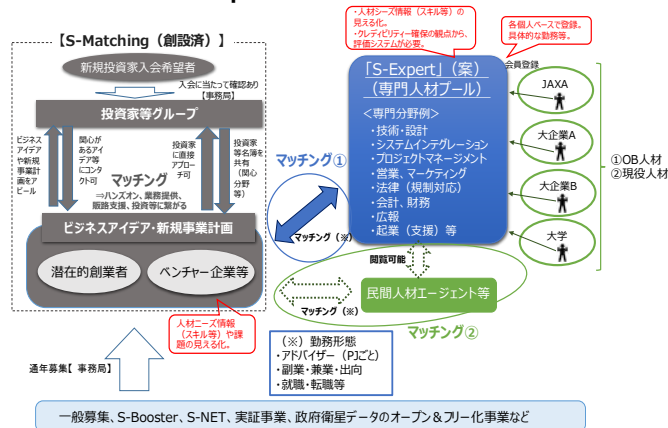 【S-Matching（創設済）】
新規投資家入会希望者
入会に当たって確認あり
【事務局】
投資家等グループ
ビジネス
アイデア
や新規
事業計
画をア
ピール
関心が
あるアイ
デア等
にコンタ
クト可
投資家
に直接
アプロー
チ可
投資家
等名簿を
共有
（関心
分野
等）
マッチング
⇒ハンズオン、業務提供、
販路支援、投資等に繋がる
ビジネスアイデア・新規事業計画
潜在的創業者
ベンチャー企業等
人材ニーズ情報
（スキル等）や課
題の見える化。
通年募集【 事務局】
一般募集、S-Booster、S-NET、実証事業、政府衛星データのオープン＆フリー化事業など
・人材シーズ情報（スキル等）の
見える化。
・クレディビリティー確保の観点から、
評価システムが必要。
各個人ベースで登録。
具体的な勤務等。
会員登録
「S-Expert」（案）
（専門人材プール）
＜専門分野例＞
・技術・設計
・システムインテグレーション
・プロジェクトマネージメント
・営業、マーケティング
・法律（規制対応）
・会計、財務
・広報
・起業（支援）等
JAXA
大企業A
大企業B
大学
①OB人材
②現役人材
マッチング①
マッチング（※）
閲覧可能
民間人材エージェント等
マッチング（※）
マッチング②
（※）勤務形態
・アドバイザー（PJごと）
・副業・兼業・出向
・就職・転職等